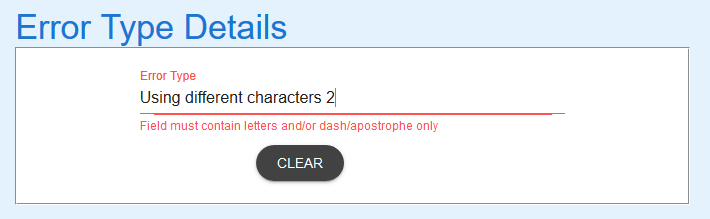 Error Type Details
Error Type
Using different characters 2
Field must contain letters and/or dash/apostrophe only
CLEAR